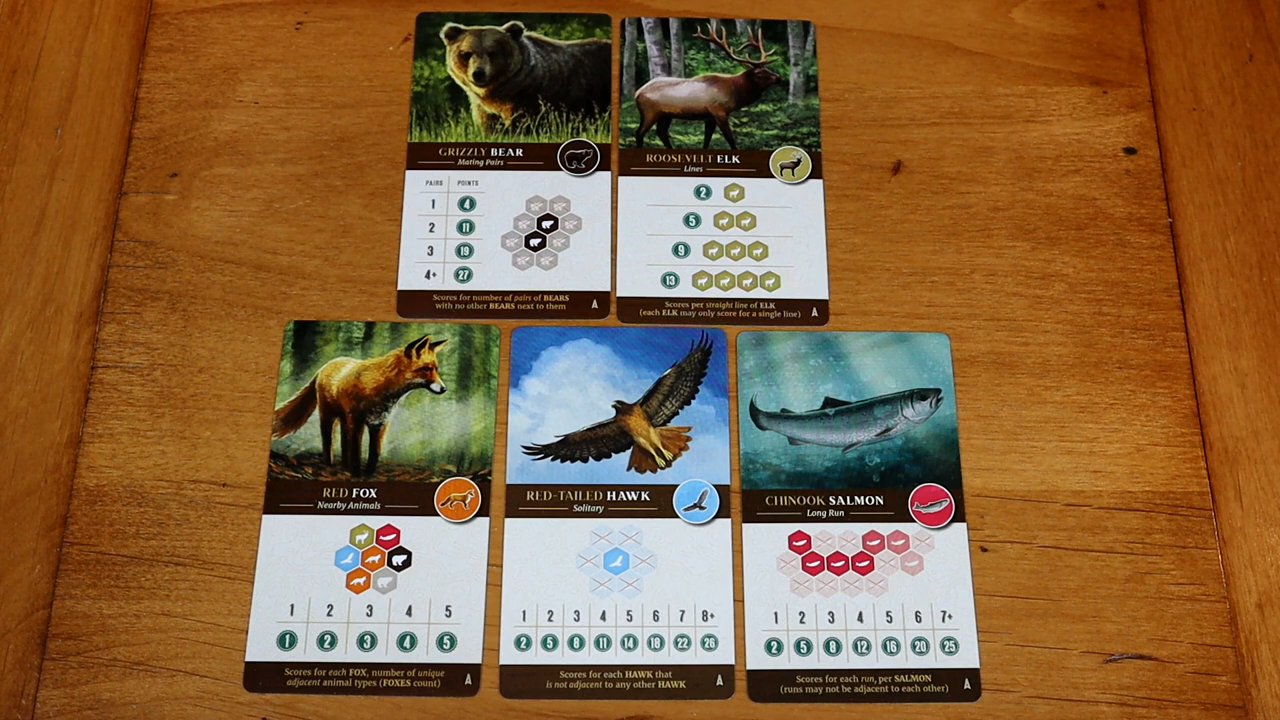 GRIZZLY BEAR
Mating Pairs
PAIRS POINTS
1 4
2 11
3 19
4+ 27
Scores for number of pairs of BEARS
with no other BEARS next to them
A
ROOSEVELT ELK
Lines
2
5
9
13
Scores per straight line of ELK
(each ELK may only score for a single line)
A
RED FOX
Nearby Animals
1 2 3 4 5
1 2 3 4 5
Scores for each FOX, number of unique
adjacent animal types (FOXES count)
A
RED-TAILED HAWK
Solitary
1 2 3 4 5 6 7 8+
2 5 8 11 14 18 22 26
Scores for each HAWK that
is not adjacent to any other HAWK
A
CHINOOK SALMON
Long Run
1 2 3 4 5 6 7+
2 5 8 12 16 20 25
Scores for each run, per SALMON
(runs may not be adjacent to each other)
A